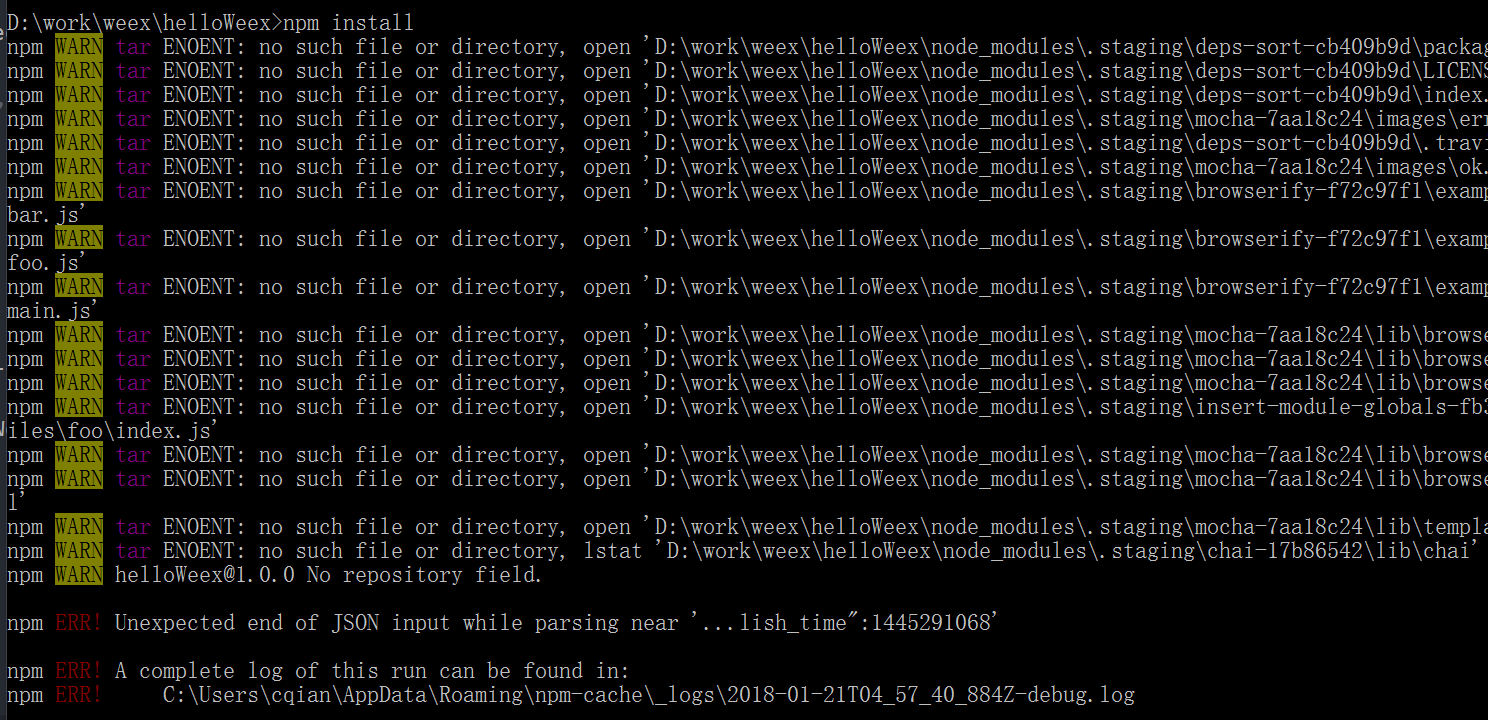 D:\work\weex\helloWeex>npm install
npm WARN tar ENOENT: no such file or directory, open 'D:\work\weex\helloWeex\node_modules\.staging\deps-sort-cb409b9d\packag
npm WARN tar ENOENT: no such file or directory, open 'D:\work\weex\helloWeex\node_modules\.staging\deps-sort-cb409b9d\LICENS
npm WARN tar ENOENT: no such file or directory, open 'D:\work\weex\helloWeex\node_modules\.staging\deps-sort-cb409b9d\index.
npm WARN tar ENOENT: no such file or directory, open 'D:\work\weex\helloWeex\node_modules\.staging\mocha-7aa18c24\images\err
npm WARN tar ENOENT: no such file or directory, open 'D:\work\weex\helloWeex\node_modules\.staging\deps-sort-cb409b9d\.travi
npm WARN tar ENOENT: no such file or directory, open 'D:\work\weex\helloWeex\node_modules\.staging\mocha-7aa18c24\images\ok.
npm WARN tar ENOENT: no such file or directory, open 'D:\work\weex\helloWeex\node_modules\.staging\browserify-f72c97f1\examp
bar.js'
npm WARN tar ENOENT: no such file or directory, open 'D:\work\weex\helloWeex\node_modules\.staging\browserify-f72c97f1\examp
foo.js'
npm WARN tar ENOENT: no such file or directory, open 'D:\work\weex\helloWeex\node_modules\.staging\browserify-f72c97f1\examp
main.js'
npm WARN tar ENOENT: no such file or directory, open 'D:\work\weex\helloWeex\node_modules\.staging\mocha-7aa18c24\lib\browse
npm WARN tar ENOENT: no such file or directory, open 'D:\work\weex\helloWeex\node_modules\.staging\mocha-7aa18c24\lib\browse
npm WARN tar ENOENT: no such file or directory, open 'D:\work\weex\helloWeex\node_modules\.staging\mocha-7aa18c24\lib\browse
npm WARN tar ENOENT: no such file or directory, open 'D:\work\weex\helloWeex\node_modules\.staging\insert-module-globals-fb3
iles\foo\index.js'
npm WARN tar ENOENT: no such file or directory, open 'D:\work\weex\helloWeex\node_modules\.staging\mocha-7aa18c24\lib\browse
npm WARN tar ENOENT: no such file or directory, open 'D:\work\weex\helloWeex\node_modules\.staging\mocha-7aa18c24\lib\browse
l'
npm WARN tar ENOENT: no such file or directory, open 'D:\work\weex\helloWeex\node_modules\.staging\mocha-7aa18c24\lib\templa
npm WARN tar ENOENT: no such file or directory, lstat 'D:\work\weex\helloWeex\node_modules\.staging\chai-17b86542\lib\chai'
npm WARN helloWeex@1.0.0 No repository field.
npm ERR! Unexpected end of JSON input while parsing near '...lish_time":1445291068'
npm ERR! A complete log of this run can be found in:
npm ERR!     C:\Users\cqian\AppData\Roaming\npm-cache\_logs\2018-01-21T04_57_40_884Z-debug.log